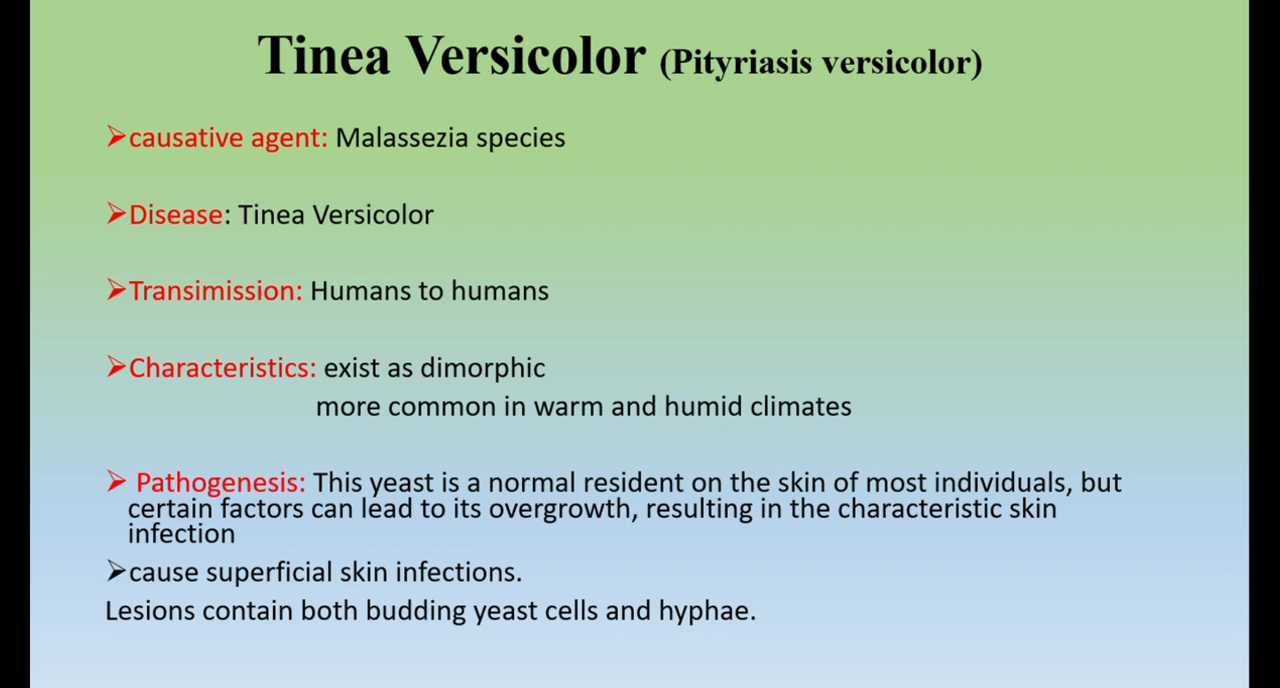 Tinea Versicolor (Pityriasis versicolor)
➢causative agent: Malassezia species
➢Disease: Tinea Versicolor
➢Transimission: Humans to humans
➢Characteristics: exist as dimorphic
more common in warm and humid climates
➢ Pathogenesis: This yeast is a normal resident on the skin of most individuals, but
certain factors can lead to its overgrowth, resulting in the characteristic skin
infection
➢cause superficial skin infections.
Lesions contain both budding yeast cells and hyphae.